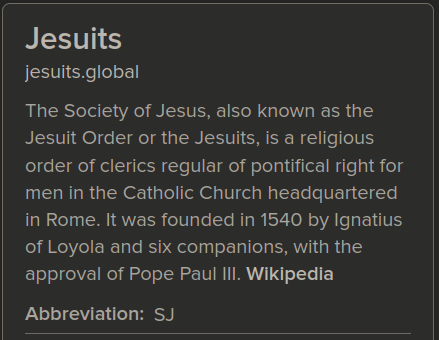 Jesuits
jesuits.global
The Society of Jesus, also known as the
Jesuit Order or the Jesuits, is a religious
order of clerics regular of pontifical right for
men in the Catholic Church headquartered
in Rome. It was founded in 1540 by Ignatius
of Loyola and six companions, with the
approval of Pope Paul III. Wikipedia
Abbreviation: SJ